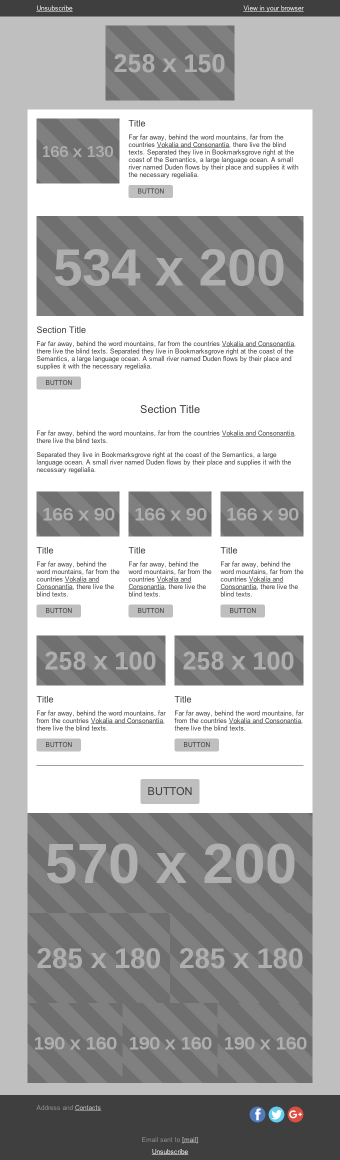 Unsubscribe
View in your browser
258 x 150
166 x 130
Title
Far far away, behind the word mountains, far from the
countries Vokalia and Consonantia, there live the blind
texts. Separated they live in Bookmarksgrove right at the
coast of the Semantics, a large language ocean. A small
river named Duden flows by their place and supplies it with
the necessary regelialia.
BUTTON
534 x 200
Section Title
Far far away, behind the word mountains, far from the countries Vokalia and Consonantia,
there live the blind texts. Separated they live in Bookmarksgrove right at the coast of the
Semantics, a large language ocean. A small river named Duden flows by their place and
supplies it with the necessary regelialia.
BUTTON
Section Title
Far far away, behind the word mountains, far from the countries Vokalia and Consonantia,
there live the blind texts.
Separated they live in Bookmarksgrove right at the coast of the Semantics, a large
language ocean. A small river named Duden flows by their place and supplies it with the
necessary regelialia.
166 x 90
Title
Far far away, behind the
word mountains, far from the
countries Vokalia and
Consonantia, there live the
blind texts.
BUTTON
166 x 90
Title
Far far away, behind the
word mountains, far from the
countries Vokalia and
Consonantia, there live the
blind texts.
BUTTON
166 x 90
Title
Far far away, behind the
word mountains, far from the
countries Vokalia and
Consonantia, there live the
blind texts.
BUTTON
258 x 100
Title
Far far away, behind the word mountains, far
from the countries Vokalia and Consonantia,
there live the blind texts.
BUTTON
258 x 100
Title
Far far away, behind the word mountains, far
from the countries Vokalia and Consonantia,
there live the blind texts.
BUTTON
BUTTON
570 x 200
285 x 180
285 x 180
190 x 160
190 x 160
190 x 160
Address and Contacts
f
G+
Email sent to [mail]
Unsubscribe